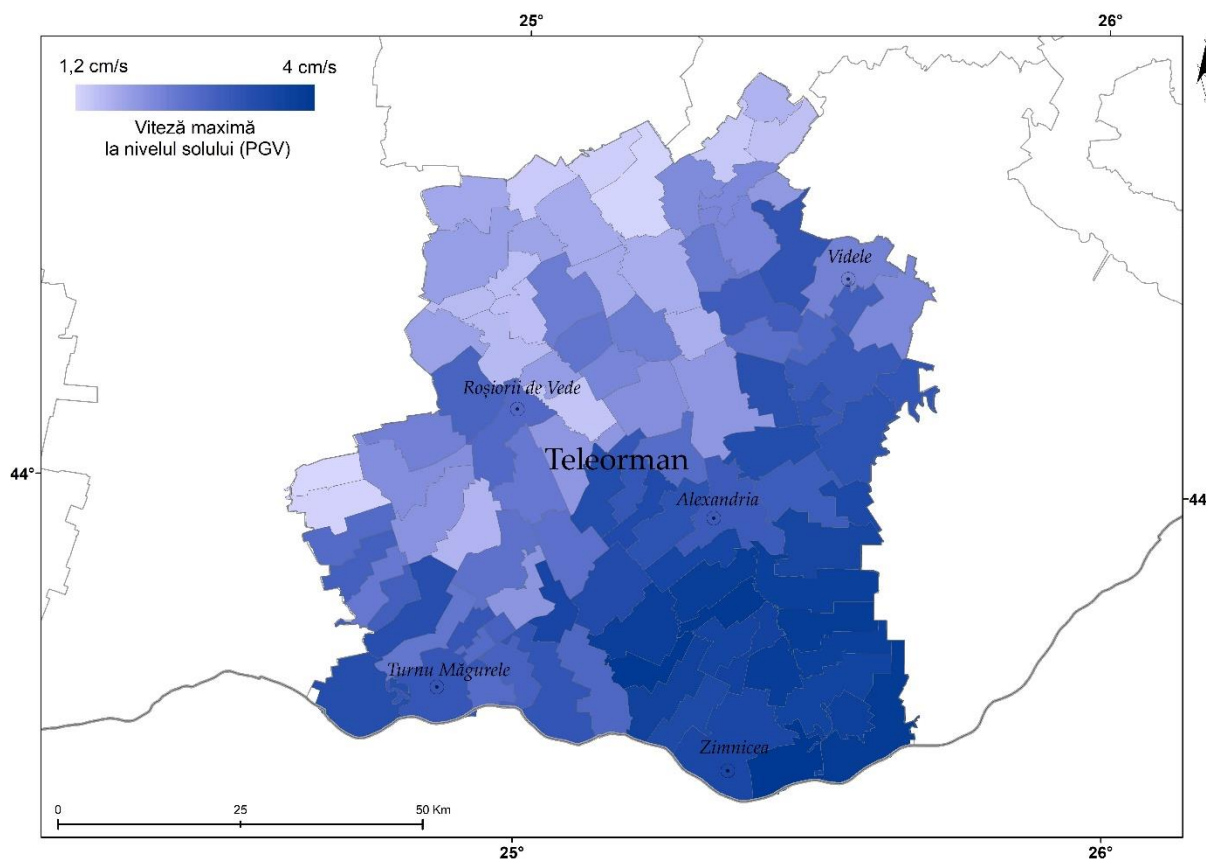 25°
26°
1,2 cm/s
4 cm/s
Viteză maximă
la nivelul solului (PGV)
Videle
Roșiorii de Vede
Teleorman
44°
Alexandria
44
Turnu Măgurele
Zimnicea
0
25
50 Km
25°
26°